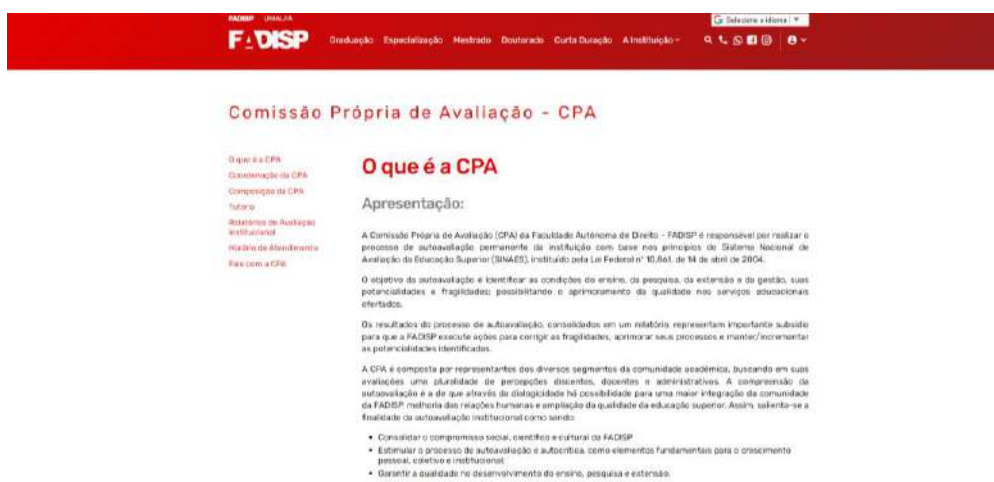 FADISP UNIALFA
Selecione o idioma
FADISP
Graduação Especialização Mestrado Doutorado Curta Duração A Instituição
Comissão Própria de Avaliação - CPA
O que é a CPA
Coordenação da CPA
Composição da CPA
Tutoria
Relatórios de Avaliação
Institucional
Horário de Atendimento
Fale com a CPA
O que é a CPA
Apresentação:
A Comissão Própria de Avaliação (CPA) da Faculdade Autônoma de Direito - FADISP é responsável por realizar o
processo de autoavaliação permanente da instituição com base nos princípios do Sistema Nacional de
Avaliação da Educação Superior (SINAES), instituído pela Lei Federal nº 10.861, de 14 de abril de 2004.
O objetivo da autoavaliação é identificar as condições do ensino, da pesquisa, da extensão e da gestão, suas
potencialidades e fragilidades; possibilitando o aprimoramento da qualidade nos serviços educacionais
ofertados.
Os resultados do processo de autoavaliação, consolidados em um relatório, representam importante subsídio
para que a FADISP execute ações para corrigir as fragilidades, aprimorar seus processos e manter/incrementar
as potencialidades identificadas.
A CPA é composta por representantes dos diversos segmentos da comunidade acadêmica, buscando em suas
avaliações uma pluralidade de percepções discentes, docentes e administrativas. A compreensão da
autoavaliação é a de que através da dialogicidade há possibilidade para uma maior integração da comunidade
da FADISP, melhoria das relações humanas e ampliação da qualidade da educação superior. Assim, salienta-se a
finalidade da autoavaliação institucional como sendo:
• Consolidar o compromisso social, científico e cultural da FADISP
• Estimular o processo de autoavaliação e autocrítica, como elementos fundamentais para o crescimento
pessoal, coletivo e institucional
• Garantir a qualidade no desenvolvimento do ensino, pesquisa e extensão.